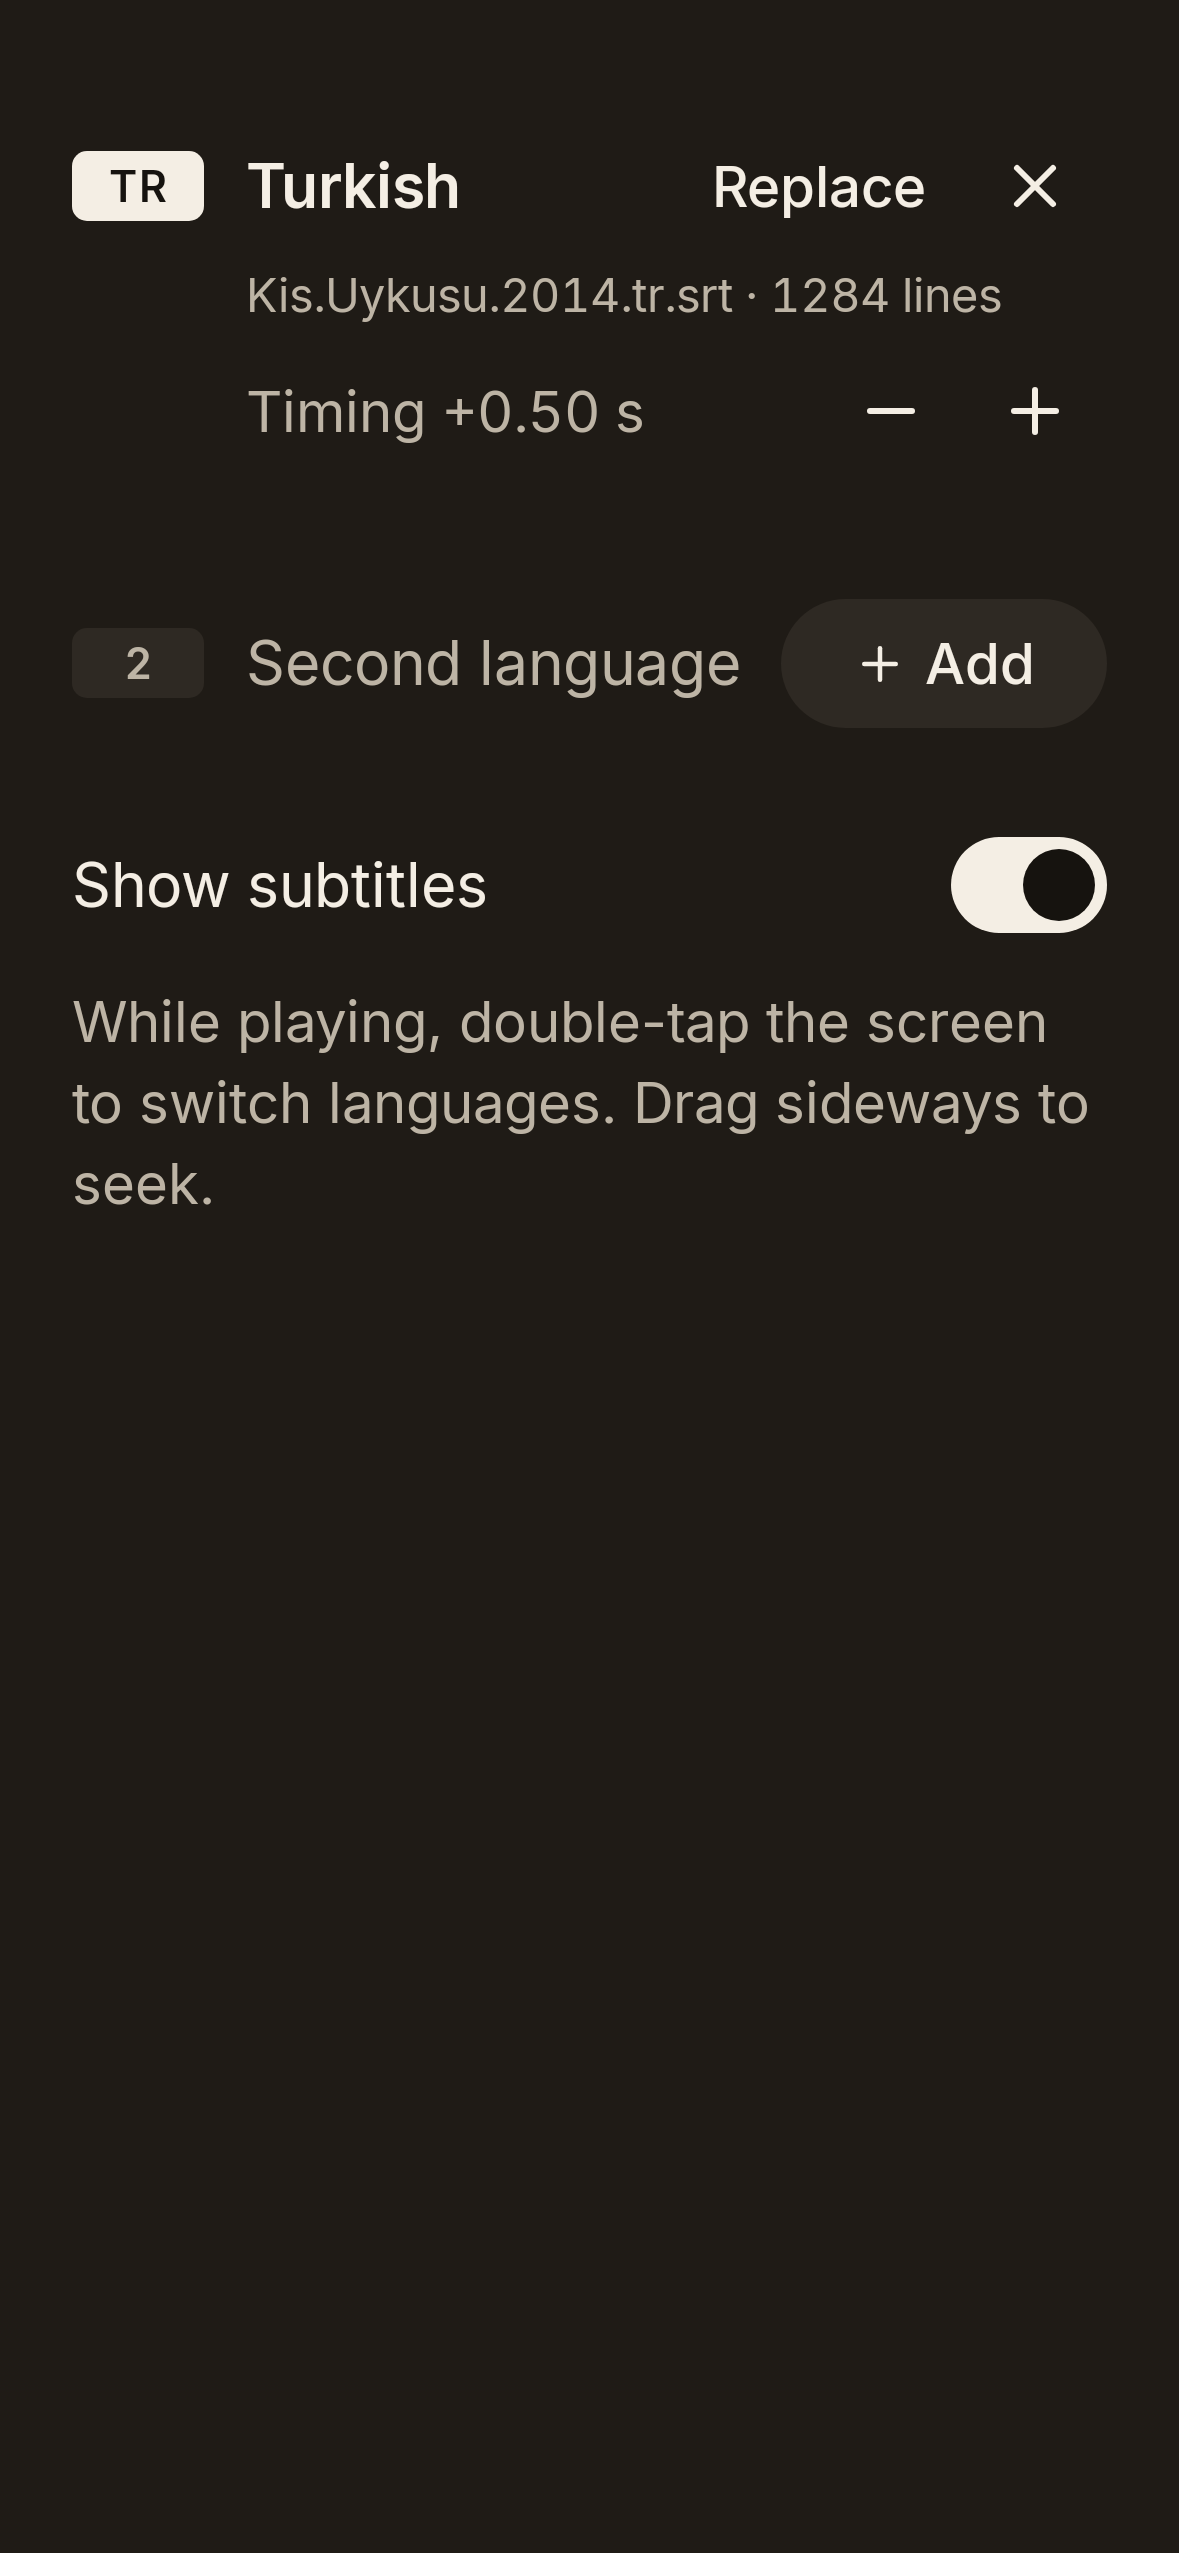 TR Turkish Replace
Kis.Uykusu.2014.tr.srt · 1284 lines
Timing +0.50 s
2 Second language + Add
Show subtitles
While playing, double-tap the screen
to switch languages. Drag sideways to
seek.